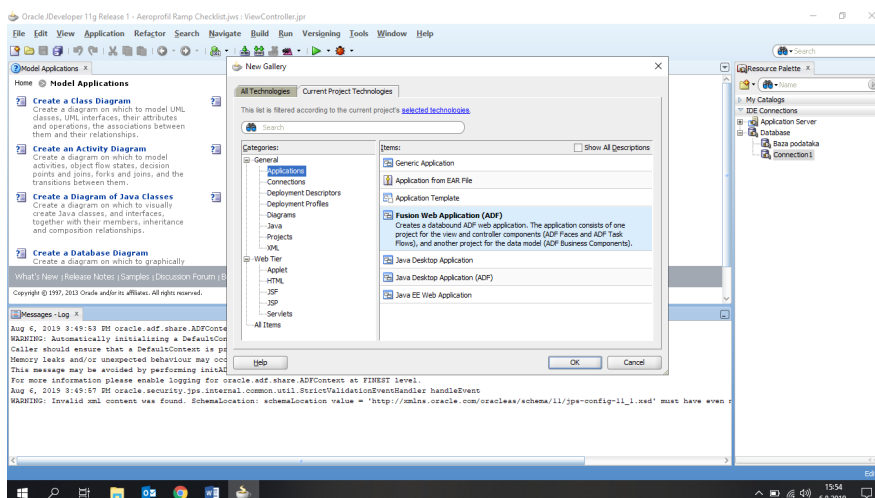 Oracle JDeveloper 11g Release 1 - Aeroprofil Ramp Checklist.jws : ViewController.jpr
File Edit View Application Refactor Search Navigate Build Run Versioning Tools Window Help
Search
Model Applications
Home Model Applications
Create a Class Diagram
Create a diagram on which to model UML
classes, UML interfaces, their attributes
and operations, the associations between
them and their relationships.
Create an Activity Diagram
Create a diagram on which to model
activities, object flow states, decision
points and joins, forks and joins, and the
transitions between them.
Create a Diagram of Java Classes
Create a diagram on which to visually
create Java classes, and interfaces,
together with their members, inheritance
and composition relationships.
Create a Database Diagram
Create a diagram on which to graphically
What's New | Release Notes | Samples | Discussion Forum
Copyright © 1997, 2013 Oracle and/or its affiliates. All rights reserved.
New Gallery
All Technologies Current Project Technologies
This list is filtered according to the current project's selected technologies.
Search
Categories:
General
Applications
Connections
Deployment Descriptors
Deployment Profiles
Diagrams
Java
Projects
XML
Web Tier
Applet
HTML
JSF
JSP
Servlets
All Items
Items:
Show All Descriptions
Generic Application
Application from EAR File
Application Template
Fusion Web Application (ADF)
Creates a databound ADF web application. The application consists of one
project for the view and controller components (ADF Faces and ADF Task
Flows), and another project for the data model (ADF Business Components).
Java Desktop Application
Java Desktop Application (ADF)
Java EE Web Application
Help OK Cancel
Resource Palette
Name
My Catalogs
IDE Connections
Application Server
Database
Baza podataka
Connection1
Messages - Log
Aug 6, 2019 3:49:53 PM oracle.adf.share.ADFConte
WARNING: Automatically initializing a DefaultCon
Caller should ensure that a DefaultContext is pr
Memory leaks and/or unexpected behaviour may occ
This message may be avoided by performing initAD
For more information please enable logging for oracle.adf.share.ADFContext at FINEST level.
Aug 6, 2019 3:49:57 PM oracle.security.jps.internal.common.util.StrictValidationEventHandler handleEvent
WARNING: Invalid xml content was found. SchemaLocation: schemaLocation value = 'http://xmlns.oracle.com/oracleas/schema/11/jps-config-11_1.xsd' must have even
Edi
15:54
6.8.2019